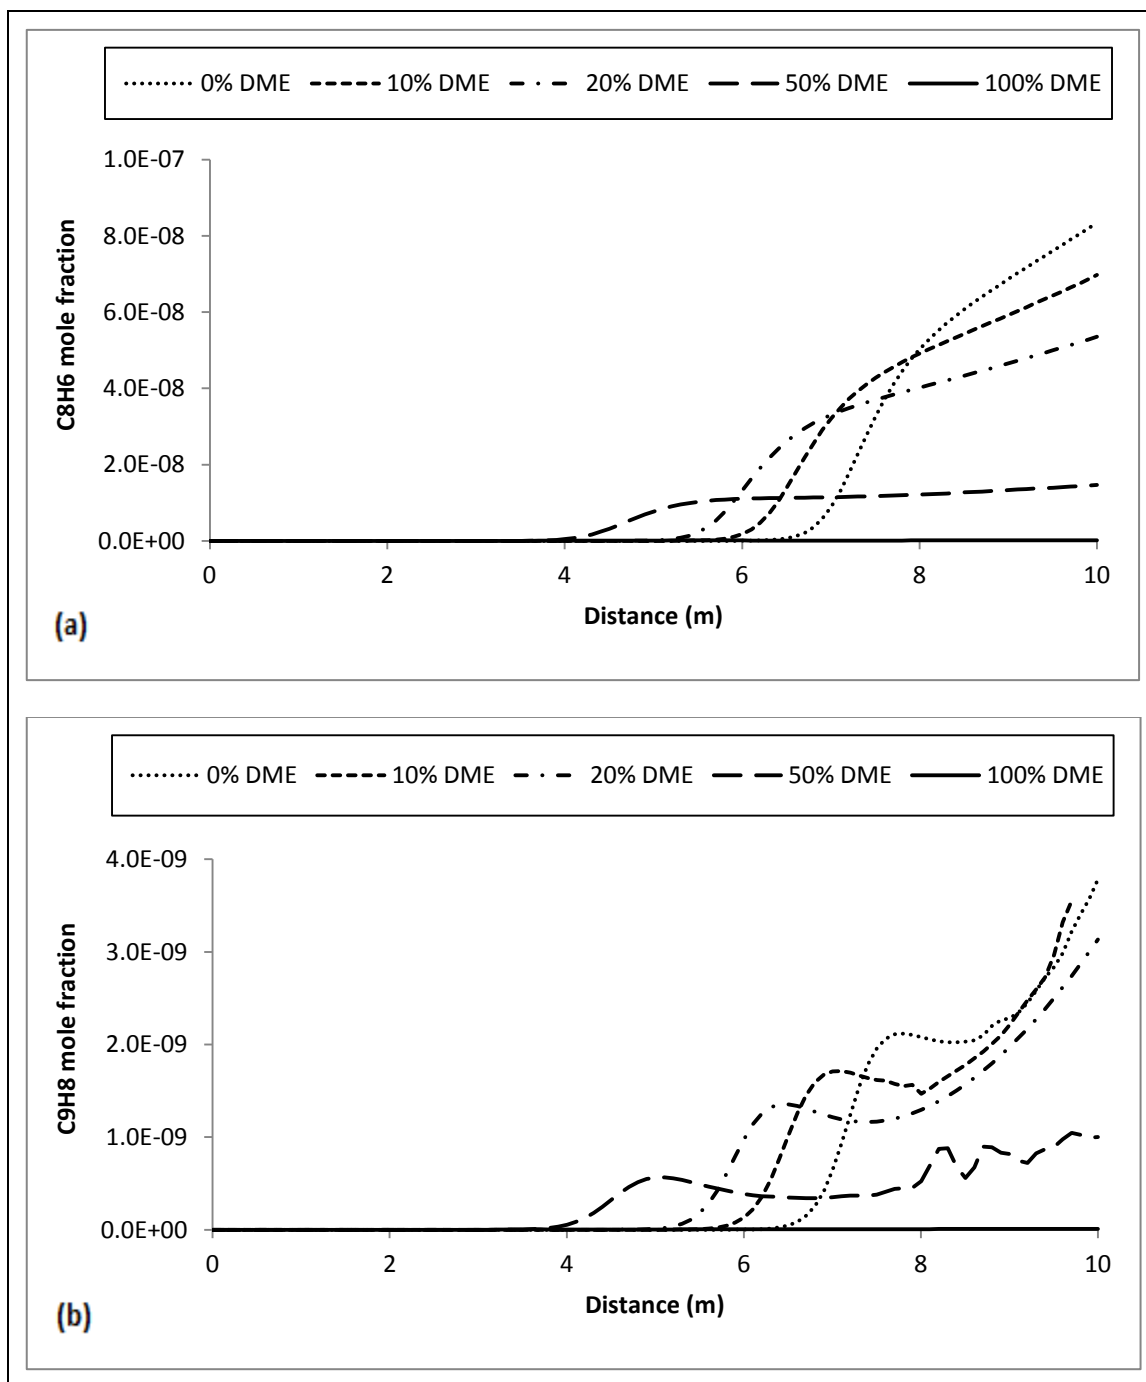 0% DME 10% DME 20% DME 50% DME 100% DME
1.0E-07
8.0E-08
6.0E-08
4.0E-08
2.0E-08
0.0E+00
C8H6 mole fraction
0 2 4 6 8 10
Distance (m)
(a)
0% DME 10% DME 20% DME 50% DME 100% DME
4.0E-09
3.0E-09
2.0E-09
1.0E-09
0.0E+00
C9H8 mole fraction
0 2 4 6 8 10
Distance (m)
(b)